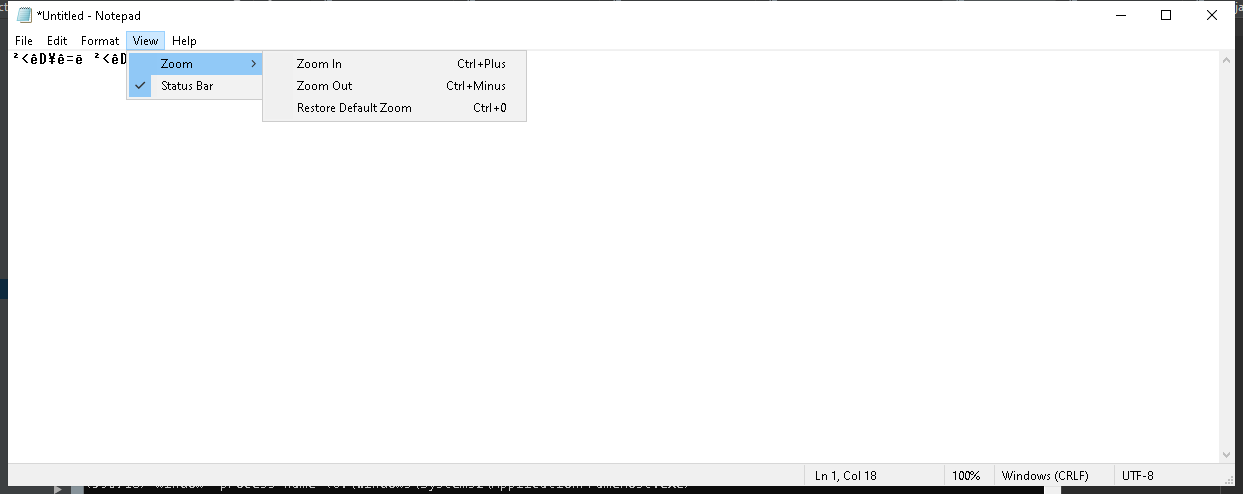 *Untitled - Notepad
File Edit Format View Help
²<êD¥ê=ē ²<êD
Zoom > Zoom In Ctrl+Plus
Status Bar Zoom Out Ctrl+Minus
Restore Default Zoom Ctrl+0
Ln 1, Col 18 100% Windows (CRLF) UTF-8